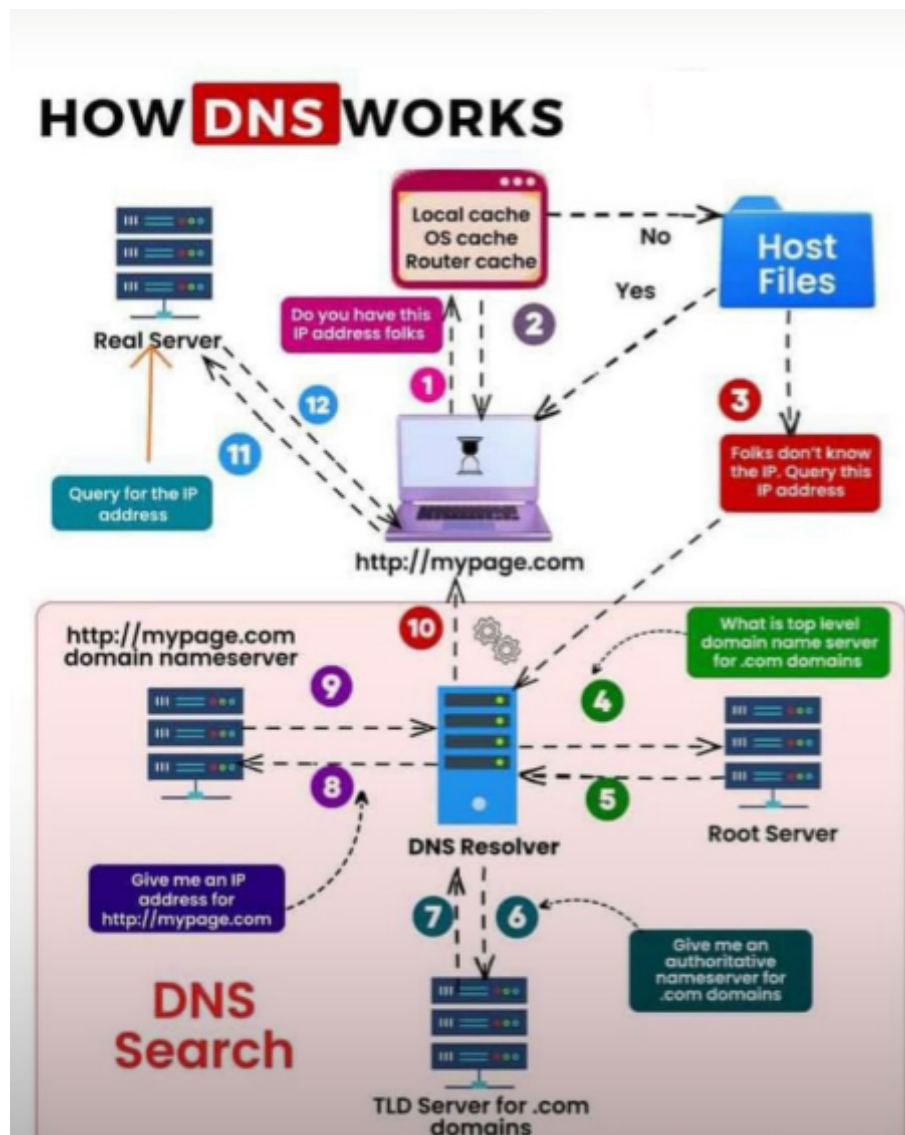 HOW DNS WORKS
Local cache
OS cache
Router cache
No
Yes
Host
Files
Do you have this
IP address folks
Real Server
1
2
3
12
11
Folks don't know
the IP. Query this
IP address
Query for the IP
address
http://mypage.com
10
What is top level
domain name server
for .com domains
http://mypage.com
domain nameserver
9
4
8
5
DNS Resolver
Root Server
Give me an IP
address for
http://mypage.com
7
6
Give me an
authoritative
nameserver for
.com domains
DNS
Search
TLD Server for .com
domains